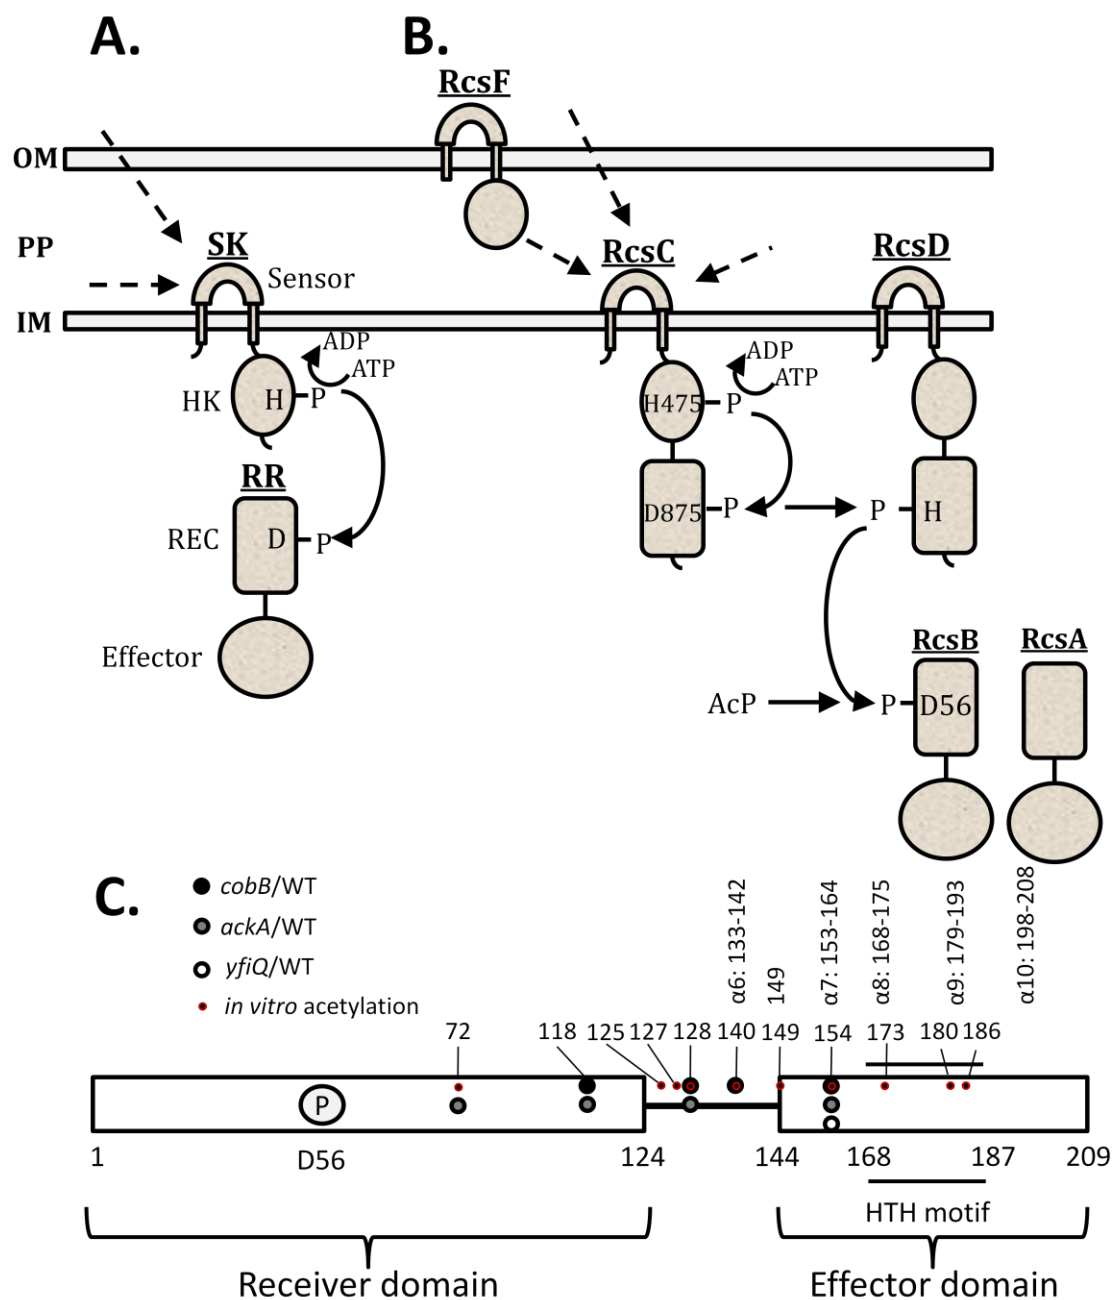 A.
B.
RcsF
OM
PP
SK
RcsC
RcsD
Sensor
IM
ADP
ATP
ADP
ATP
HK
H
P
H475
P
RR
REC
D
P
D875
P
P
H
Effector
RcsB
RcsA
AcP
P
D56
C.
cobB/WT
ackA/WT
yfiQ/WT
in vitro acetylation
α6: 133-142
149
α7: 153-164
α8: 168-175
α9: 179-193
α10: 198-208
72
118
125
127
128
140
149
154
173
180
186
P
1
D56
124
144
168
187
209
HTH motif
Receiver domain
Effector domain